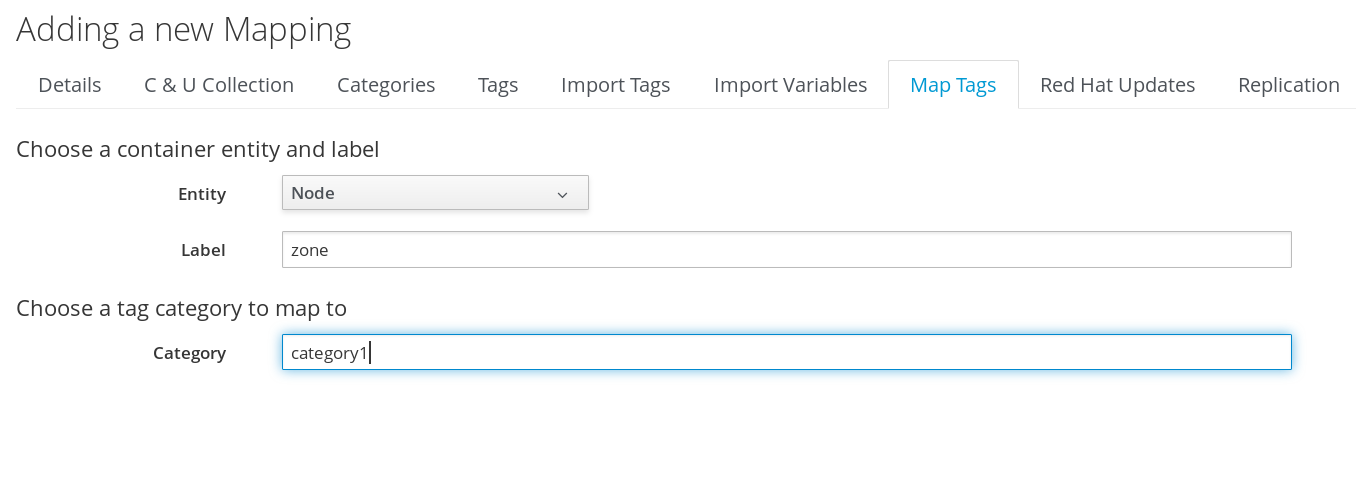 Adding a new Mapping
Details C & U Collection Categories Tags Import Tags Import Variables Map Tags Red Hat Updates Replication
Choose a container entity and label
Entity Node
Label zone
Choose a tag category to map to
Category category1